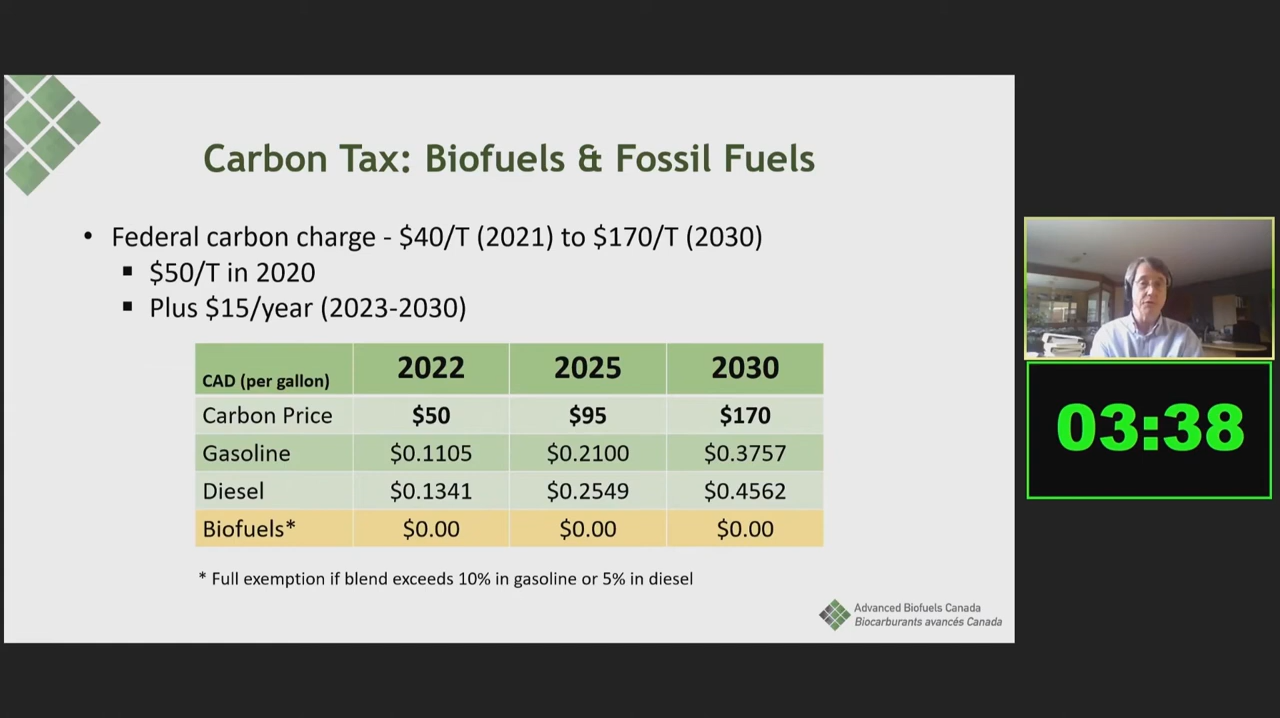 Carbon Tax: Biofuels & Fossil Fuels
• Federal carbon charge - $40/T (2021) to $170/T (2030)
▪ $50/T in 2020
▪ Plus $15/year (2023-2030)
CAD (per gallon) 2022 2025 2030
Carbon Price $50 $95 $170
Gasoline $0.1105 $0.2100 $0.3757
Diesel $0.1341 $0.2549 $0.4562
Biofuels* $0.00 $0.00 $0.00
* Full exemption if blend exceeds 10% in gasoline or 5% in diesel
Advanced Biofuels Canada
Biocarburants avancés Canada
03:38